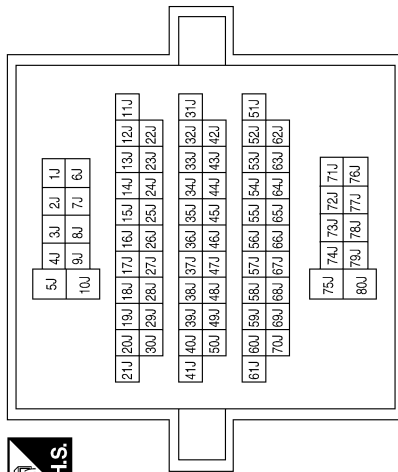 H.S.
5J 4J 3J 2J 1J
10J 9J 8J 7J 6J
21J 20J 19J 18J 17J 16J 15J 14J 13J 12J 11J
30J 29J 28J 27J 26J 25J 24J 23J 22J
41J 40J 39J 38J 37J 36J 35J 34J 33J 32J 31J
50J 49J 48J 47J 46J 45J 44J 43J 42J
61J 60J 59J 58J 57J 56J 55J 54J 53J 52J 51J
70J 69J 68J 67J 66J 65J 64J 63J 62J
75J 74J 73J 72J 71J
80J 79J 78J 77J 76J